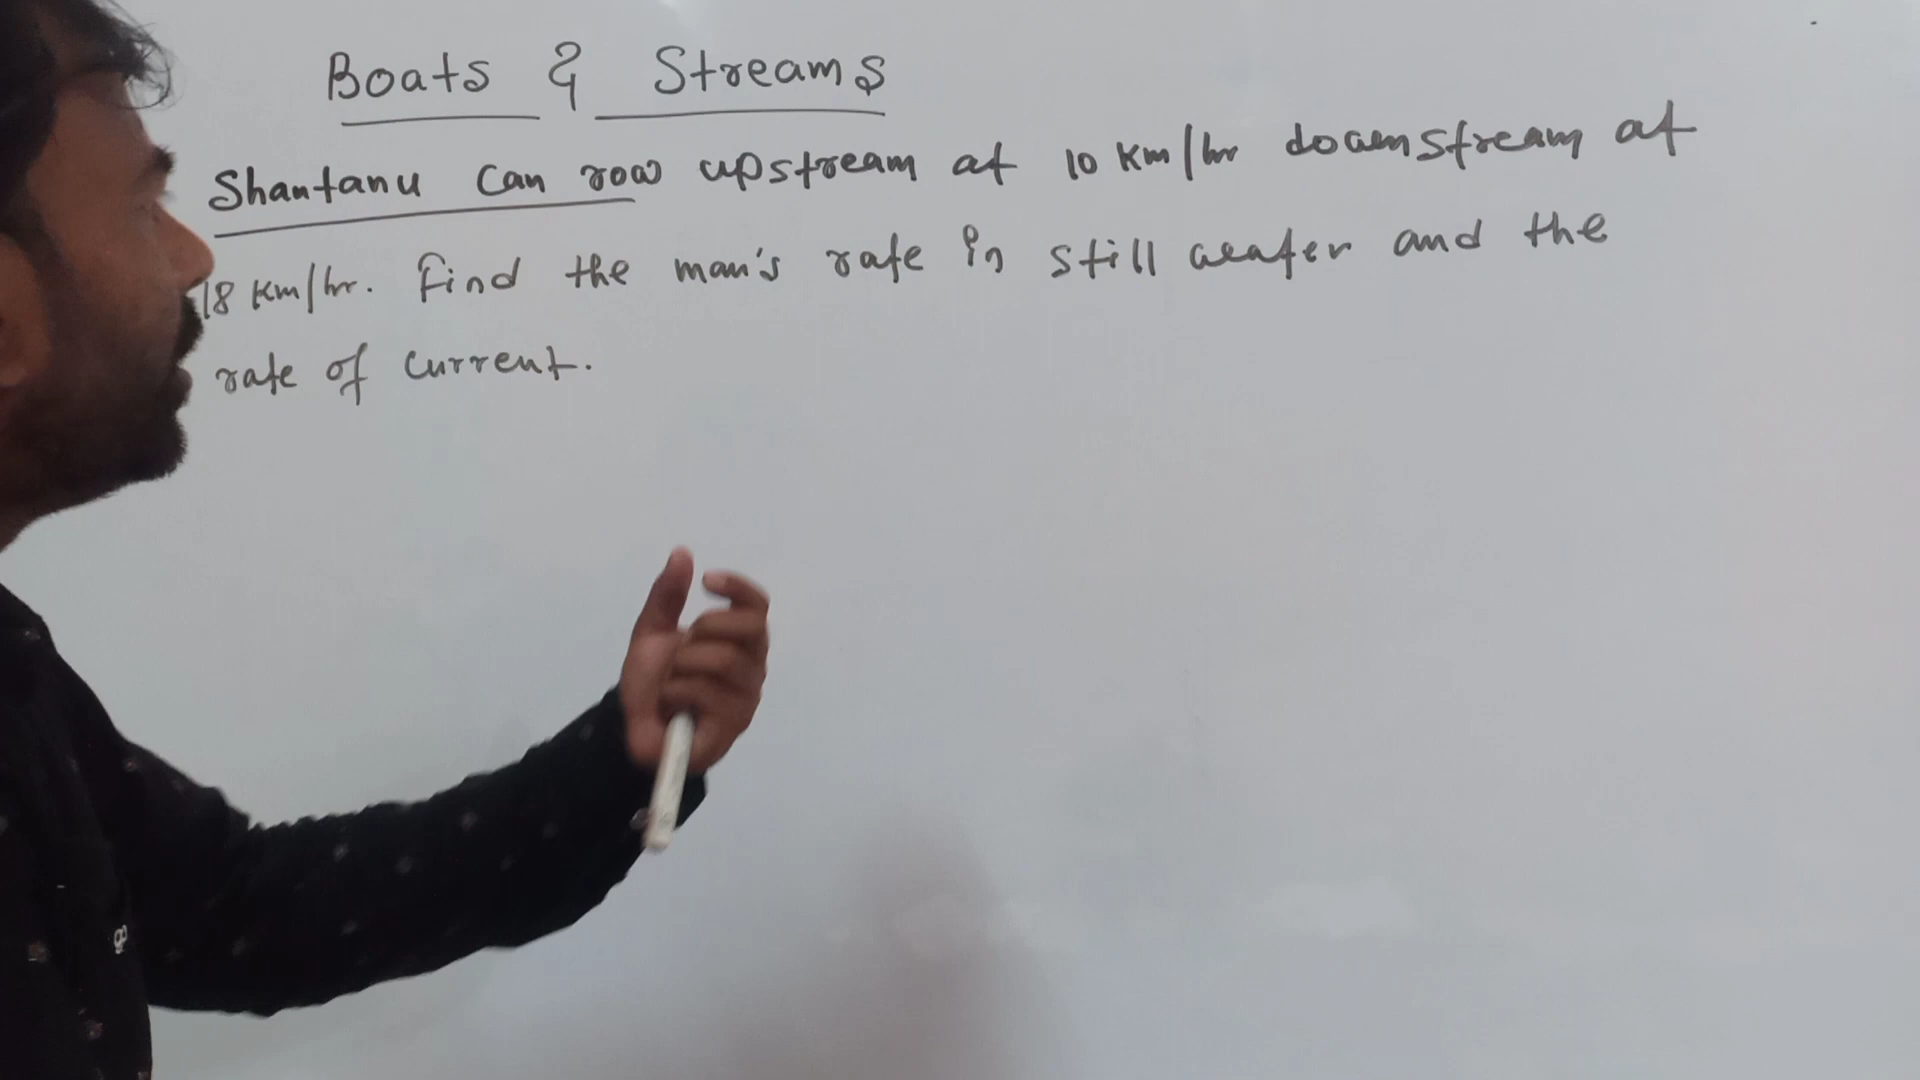 Boats & Streams
Shantanu Can row upstream at 10 Km/hr downstream at
18 Km/hr. Find the man's rate in still water and the
rate of Current.